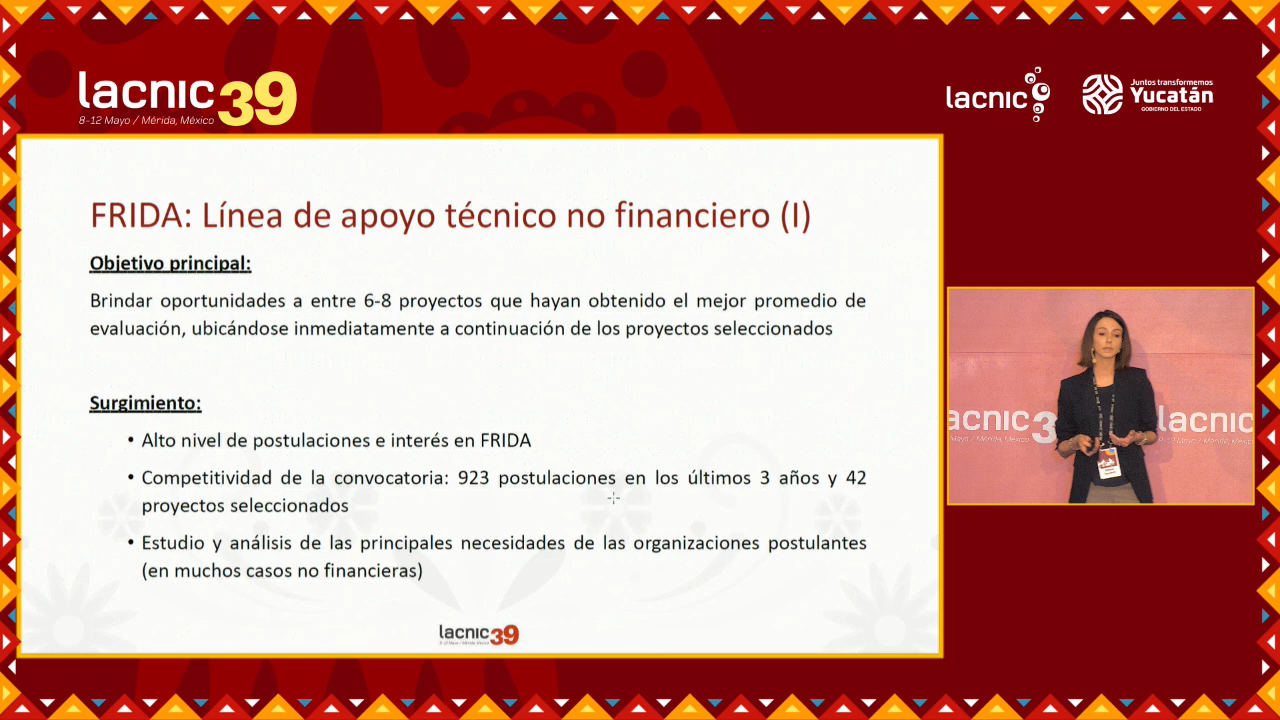 lacnic39
8-12 Mayo / Mérida, México
lacnic
Juntos transformemos
Yucatán
GOBIERNO DEL ESTADO
FRIDA: Línea de apoyo técnico no financiero (I)
Objetivo principal:
Brindar oportunidades a entre 6-8 proyectos que hayan obtenido el mejor promedio de
evaluación, ubicándose inmediatamente a continuación de los proyectos seleccionados
Surgimiento:
• Alto nivel de postulaciones e interés en FRIDA
• Competitividad de la convocatoria: 923 postulaciones en los últimos 3 años y 42
proyectos seleccionados
• Estudio y análisis de las principales necesidades de las organizaciones postulantes
(en muchos casos no financieras)
lacnic39
acnic3
lacnic